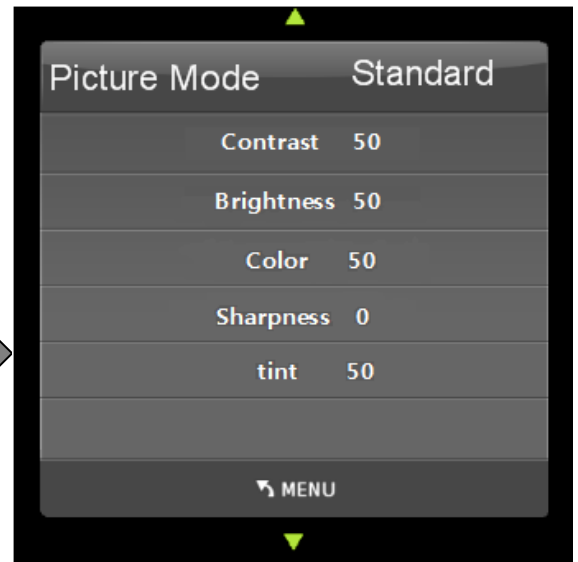 Picture Mode Standard
Contrast 50
Brightness 50
Color 50
Sharpness 0
tint 50
MENU